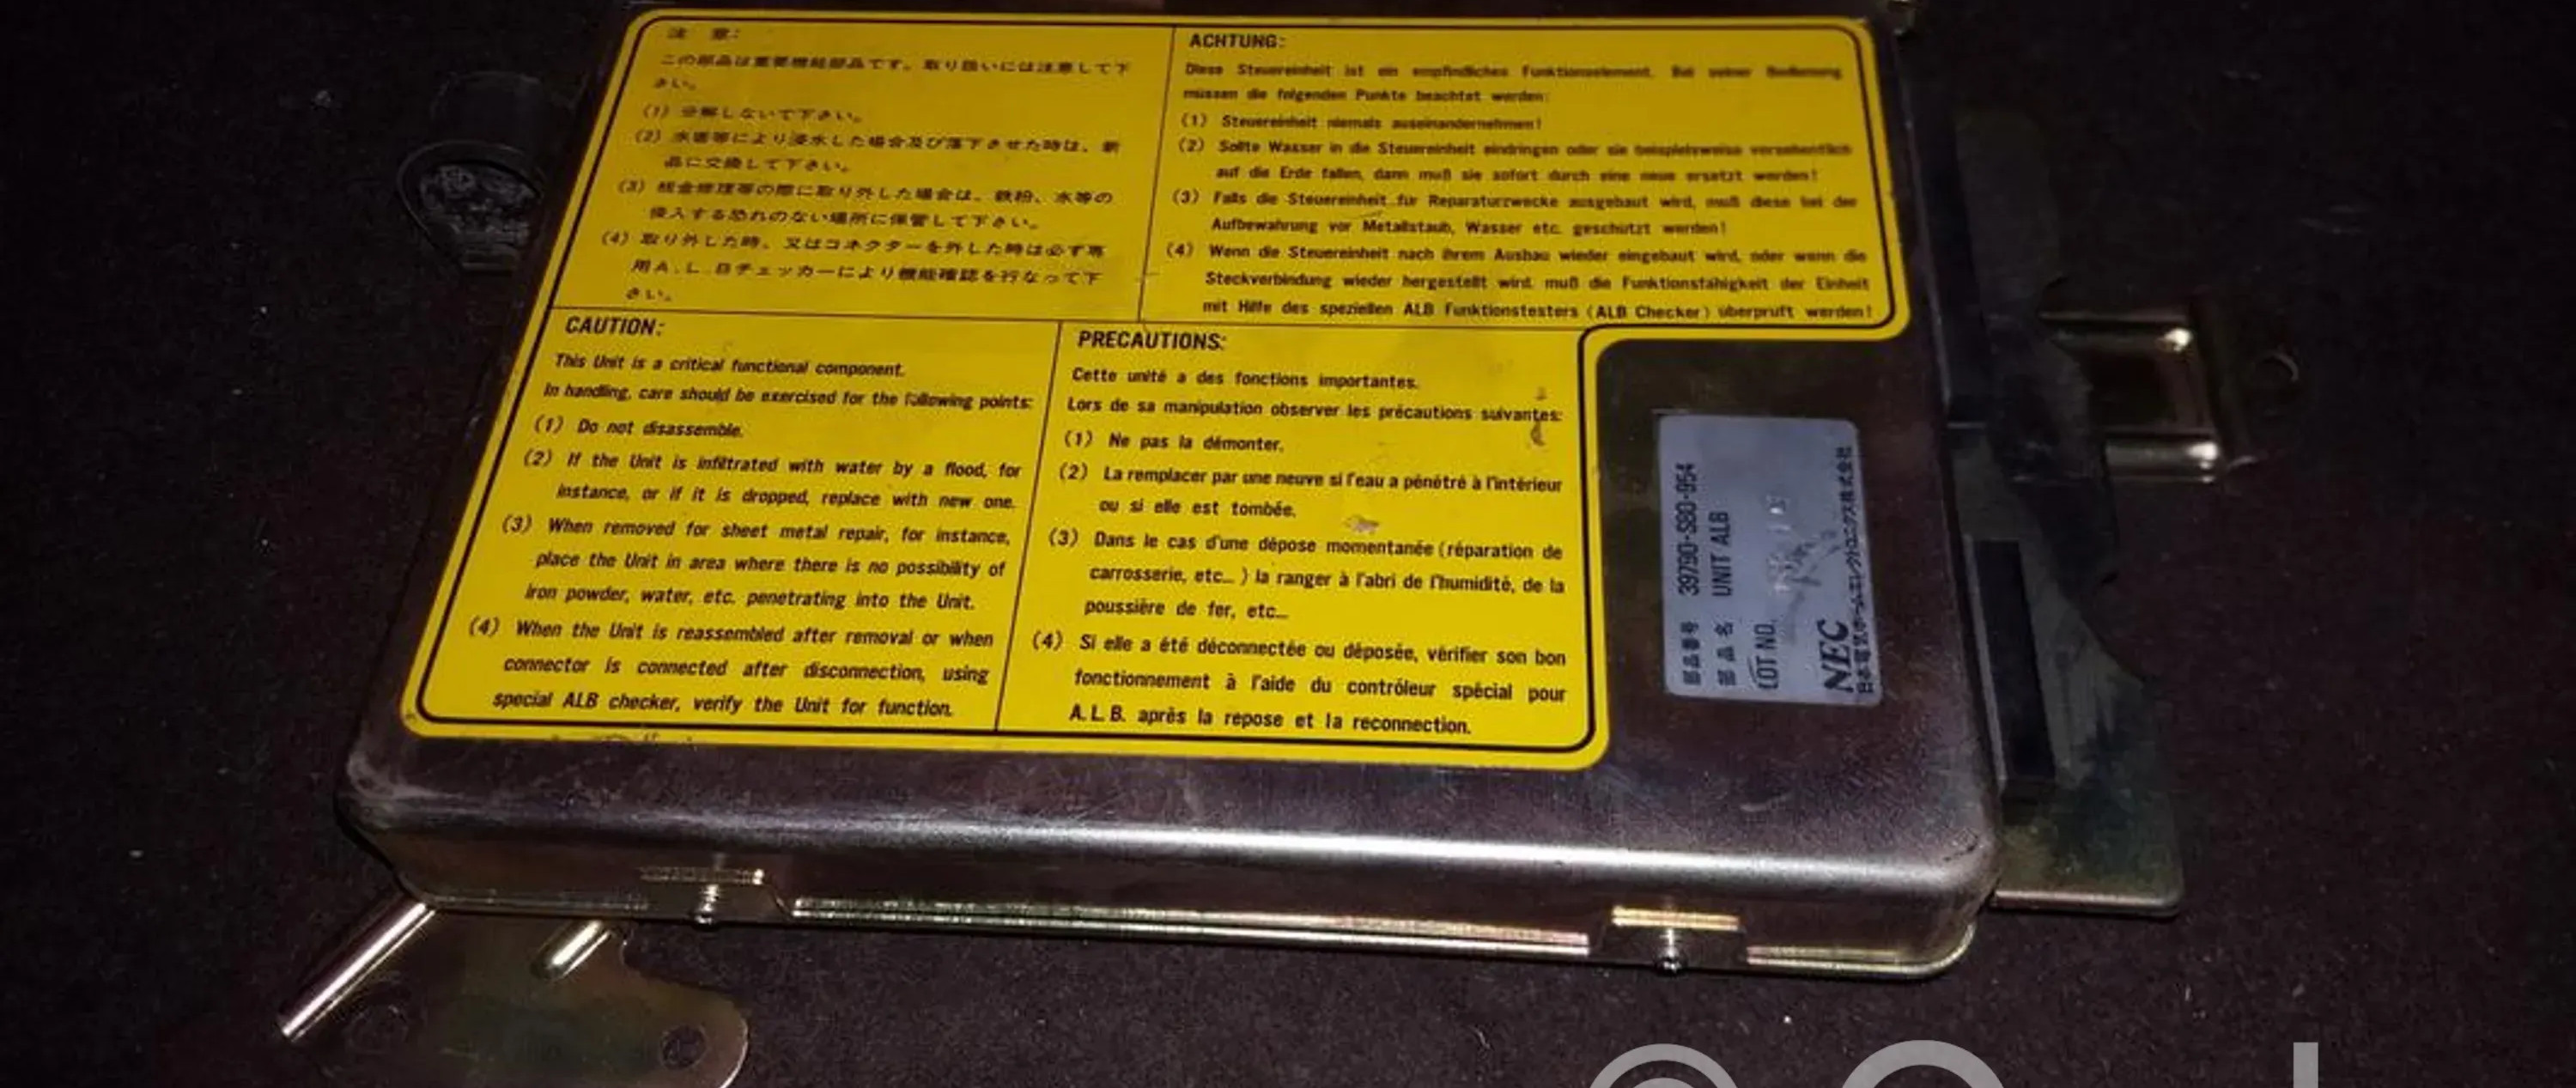 注 意:
この部品は重要機能部品です。取り扱いには注意して下
さい。
(1) 分解しないで下さい。
(2) 水害等により浸水した場合及び落下させた時は、新
品に交換して下さい。
(3) 板金修理等の際に取り外した場合は、鉄粉、水等の
侵入する恐れのない場所に保管して下さい。
(4) 取り外した時、又はコネクターを外した時は必ず専
用A.L.Bチェッカーにより機能確認を行なって下
さい。
ACHTUNG:
Diese Steuereinheit ist ein empfindliches Funktionselement. Bei seiner Bedienung
müssen die folgenden Punkte beachtet werden:
(1) Steuereinheit niemals auseinandernehmen!
(2) Sollte Wasser in die Steuereinheit eindringen oder sie beispielsweise versehentlich
auf die Erde fallen, dann muß sie sofort durch eine neue ersetzt werden!
(3) Falls die Steuereinheit für Reparaturzwecke ausgebaut wird, muß diese bei der
Aufbewahrung vor Metallstaub, Wasser etc. geschützt werden!
(4) Wenn die Steuereinheit nach ihrem Ausbau wieder eingebaut wird, oder wenn die
Steckverbindung wieder hergestellt wird, muß die Funktionsfähigkeit der Einheit
mit Hilfe des speziellen ALB Funktionstesters (ALB Checker) überprüft werden!
CAUTION:
This Unit is a critical functional component.
In handling, care should be exercised for the following points:
(1) Do not disassemble.
(2) If the Unit is infiltrated with water by a flood, for
instance, or if it is dropped, replace with new one.
(3) When removed for sheet metal repair, for instance,
place the Unit in area where there is no possibility of
iron powder, water, etc. penetrating into the Unit.
(4) When the Unit is reassembled after removal or when
connector is connected after disconnection, using
special ALB checker, verify the Unit for function.
PRECAUTIONS:
Cette unité a des fonctions importantes.
Lors de sa manipulation observer les précautions suivantes:
(1) Ne pas la démonter.
(2) La remplacer par une neuve si l'eau a pénétré à l'intérieur
ou si elle est tombée.
(3) Dans le cas d'une dépose momentanée (réparation de
carrosserie, etc...) la ranger à l'abri de l'humidité, de la
poussière de fer, etc...
(4) Si elle a été déconnectée ou déposée, vérifier son bon
fonctionnement à l'aide du contrôleur spécial pour
A.L.B. après la repose et la reconnection.
部品番号 39790-S80-954
部品名 UNIT ALB
LOT NO.
NEC
日本電気ホームエレクトロニクス株式会社